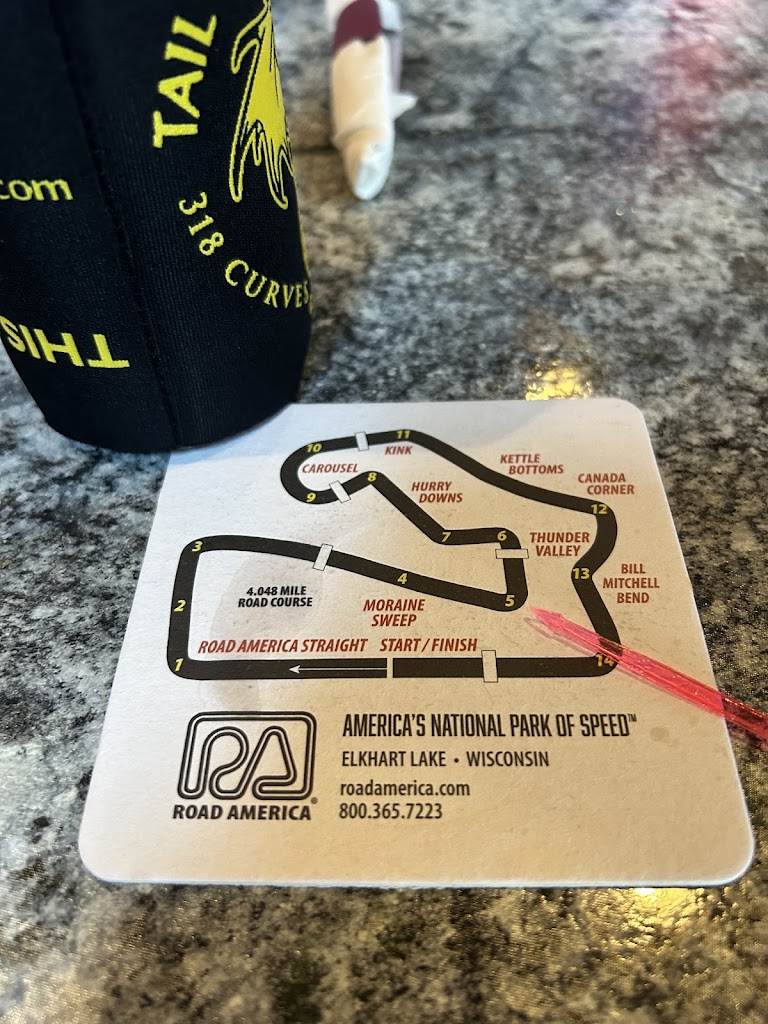 TAIL
318 CURVES
.com
THIS
10
11
KINK
CAROUSEL
8
9
HURRY
DOWNS
KETTLE
BOTTOMS
CANADA
CORNER
12
7
6
THUNDER
VALLEY
13
BILL
MITCHELL
BEND
3
4.048 MILE
ROAD COURSE
4
5
MORAINE
SWEEP
2
ROAD AMERICA STRAIGHT
START / FINISH
1
14
RA
ROAD AMERICA®
AMERICA'S NATIONAL PARK OF SPEED™
ELKHART LAKE • WISCONSIN
roadamerica.com
800.365.7223